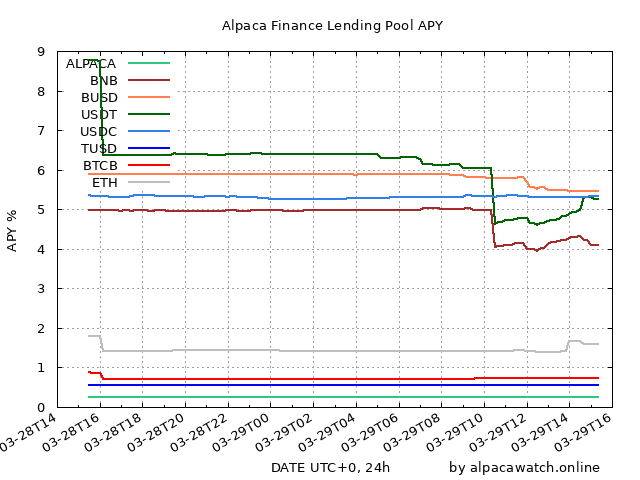 Alpaca Finance Lending Pool APY
9
8
7
6
5
4
3
2
1
0
APY %
ALPACA
BNB
BUSD
USDT
USDC
TUSD
BTCB
ETH
03-28T14
03-28T16
03-28T18
03-28T20
03-28T22
03-29T00
03-29T02
03-29T04
03-29T06
03-29T08
03-29T10
03-29T12
03-29T14
03-29T16
DATE UTC+0, 24h
by alpacawatch.online